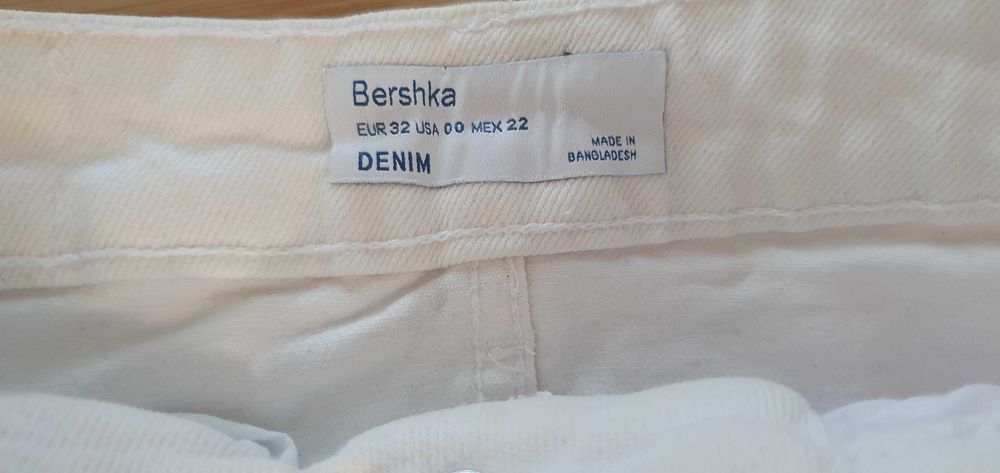 Bershka
EUR 32 USA 00 MEX 22
DENIM
MADE IN
BANGLADESH